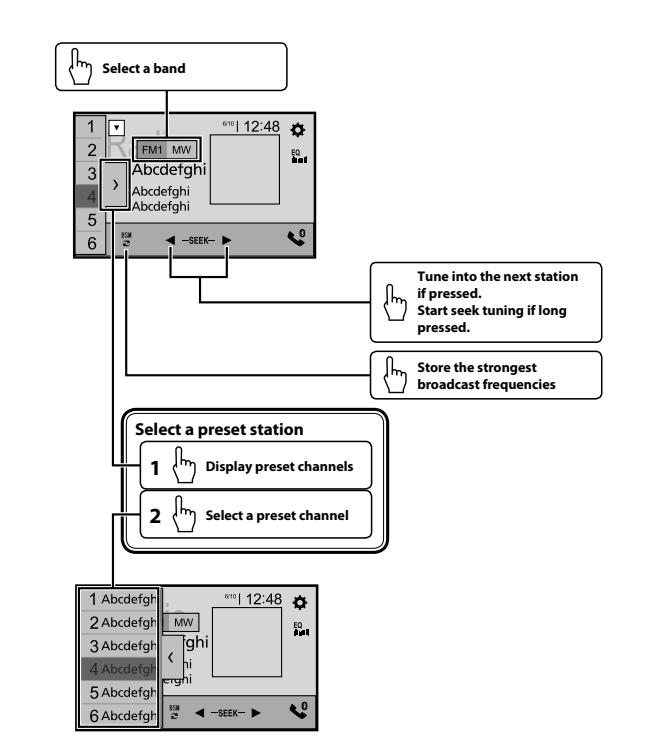 Select a band
1
6/10 | 12:48
2
FM1 MW
EQ
3
Abcdefghi
4
Abcdefghi
Abcdefghi
5
6
BSM
–SEEK–
Tune into the next station
if pressed.
Start seek tuning if long
pressed.
Store the strongest
broadcast frequencies
Select a preset station
1 Display preset channels
2 Select a preset channel
1 Abcdefgh
6/10 | 12:48
2 Abcdefgh
MW
EQ
3 Abcdefgh
fghi
4 Abcdefgh
hi
efghi
5 Abcdefgh
6 Abcdefgh
BSM
–SEEK–